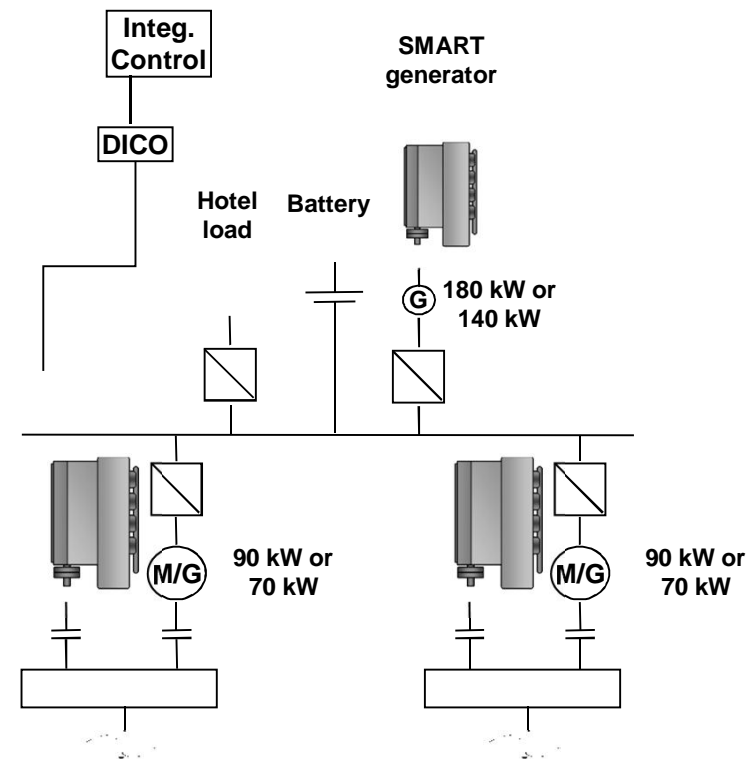 Integ.
Control
SMART
generator
DICO
Hotel
load
Battery
G
180 kW or
140 kW
M/G
90 kW or
70 kW
M/G
90 kW or
70 kW